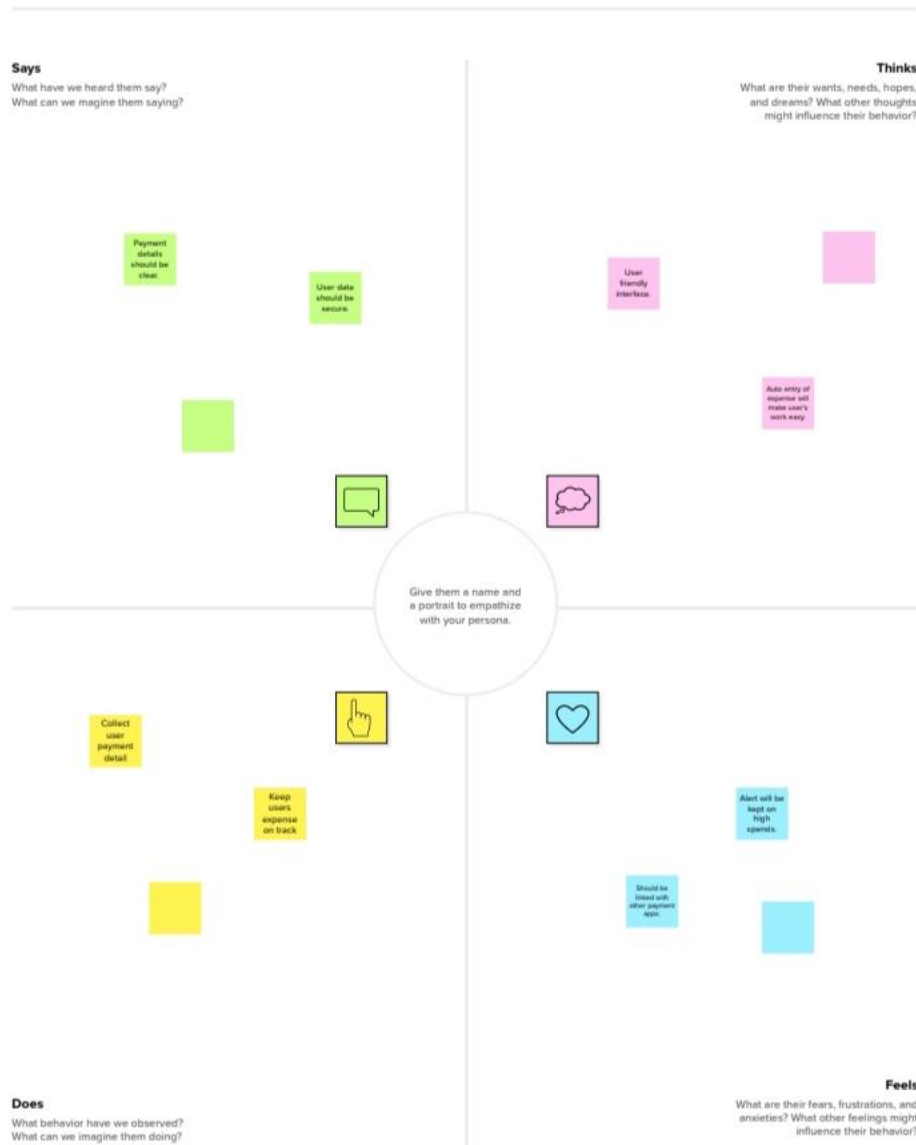 Says
What have we heard them say?
What can we magine them saying?
Thinks
What are their wants, needs, hopes,
and dreams? What other thoughts
might influence their behavior?
Payment
details
should be
clear.
User data
should be
secure.
User
friendly
interface.
Auto entry of
expense will
make user's
work easy.
Give them a name and
a portrait to empathize
with your persona.
Collect
user
payment
detail
Keep
users
expense
on track
Alert will be
kept on
high
spends.
Should be
linked with
other payment
apps.
Does
What behavior have we observed?
What can we imagine them doing?
Feels
What are their fears, frustrations, and
anxieties? What other feelings might
influence their behavior?